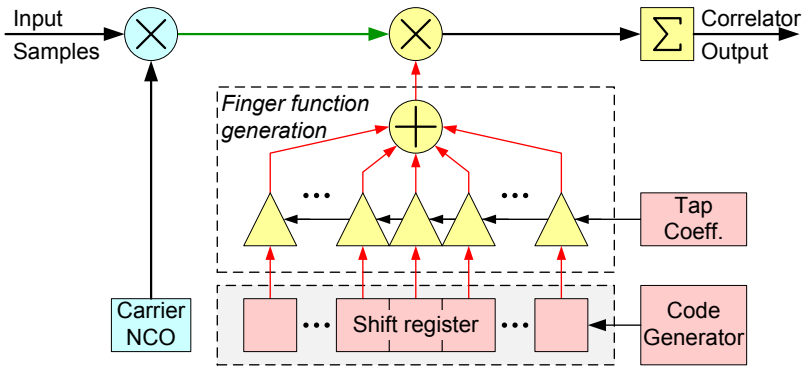 Input
Samples
Σ
Correlator
Output
Finger function
generation
...
...
Tap
Coeff.
Carrier
NCO
...
Shift register
...
Code
Generator